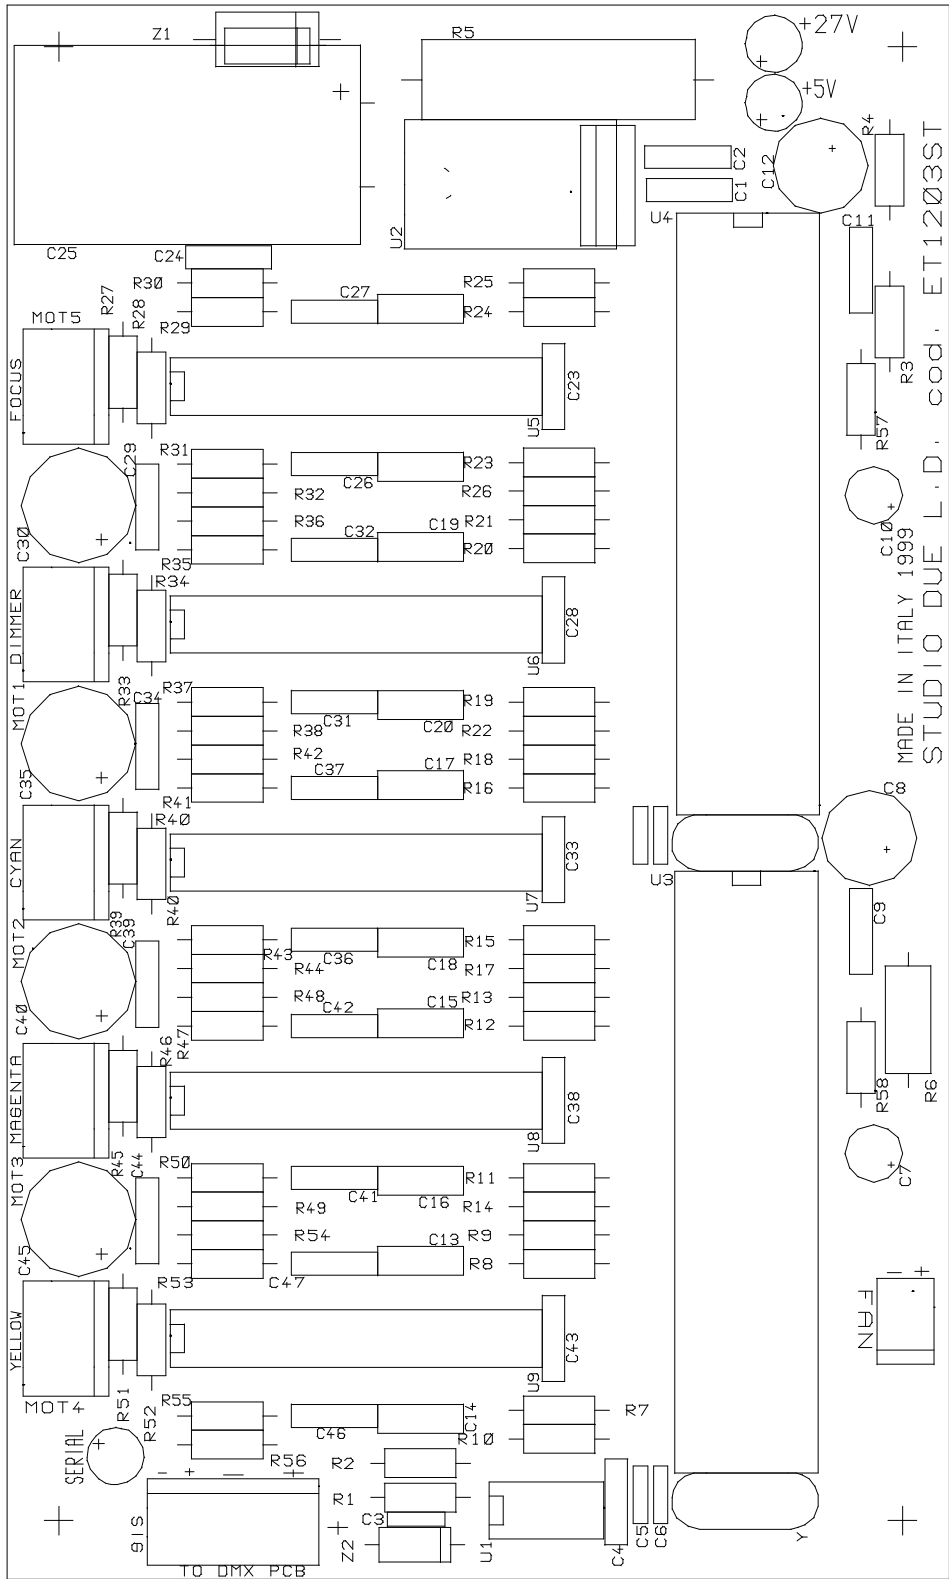 Z1
R5
+27V
+5V
R4
C2
C12
C1
U4
C11
C25
C24
U2
R30
R27
R28
C27
R25
R24
MOT5
R29
R3
FOCUS
C23
U5
R57
R31
C29
C26
R23
R32
R26
R36
C32
C19
R21
R20
C30
R35
C10
R34
MOT1 DIMMER
C28
U6
MADE IN ITALY 1999
STUDIO DUE L.D. cod. ET1203ST
R33
C34
R37
C31
C20
R19
R38
R22
R42
R18
C37
C17
R16
C35
R41
C8
R40
MOT2 CYAN
C33
U7
U3
R40
R39
C39
C9
R43
C36
C18
R15
R44
R17
R48
R13
C42
C15
R12
C40
R47
R46
R6
R58
MOT3 MAGENTA
C38
U8
R45
C44
R50
C41
C16
R11
C7
R49
R14
R54
R9
C13
R8
C45
R53
C47
- +
FAN
YELLOW
C43
U9
MOT4
R51
R52
R55
C46
C14
R7
R10
SERIAL
R56
R2
- + - +
R1
C3
SIG
Z2
U1
C4
C5
C6
Y
TO DMX PCB